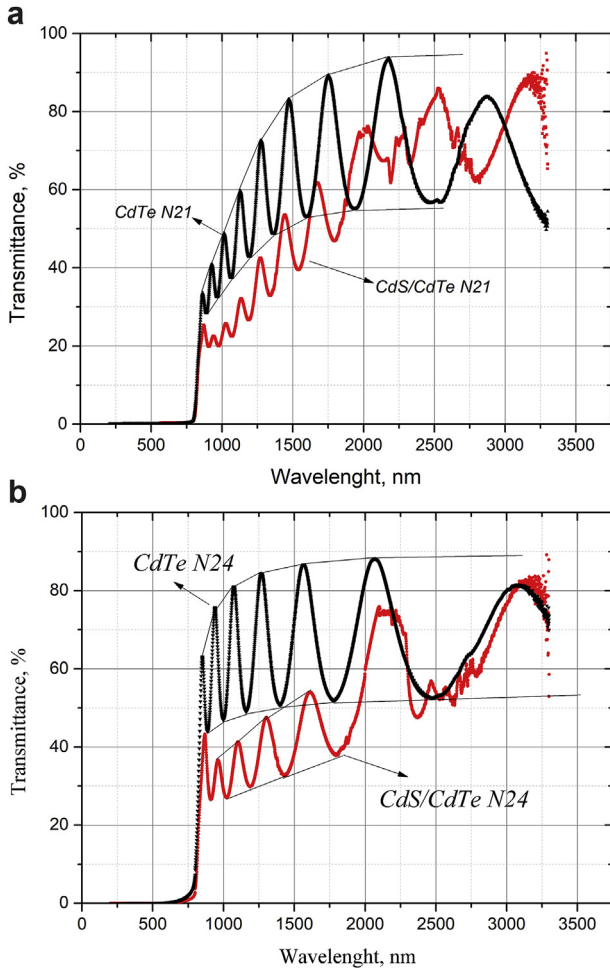 a
100
80
60
40
20
0
Transmittance, %
CdTe N21
CdS/CdTe N21
0 500 1000 1500 2000 2500 3000 3500
Wavelenght, nm
b
100
80
60
40
20
0
Transmittance, %
CdTe N24
CdS/CdTe N24
0 500 1000 1500 2000 2500 3000 3500
Wavelenght, nm